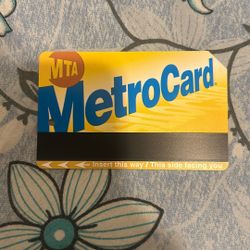 MTA
MetroCard
Insert this way / This side facing you